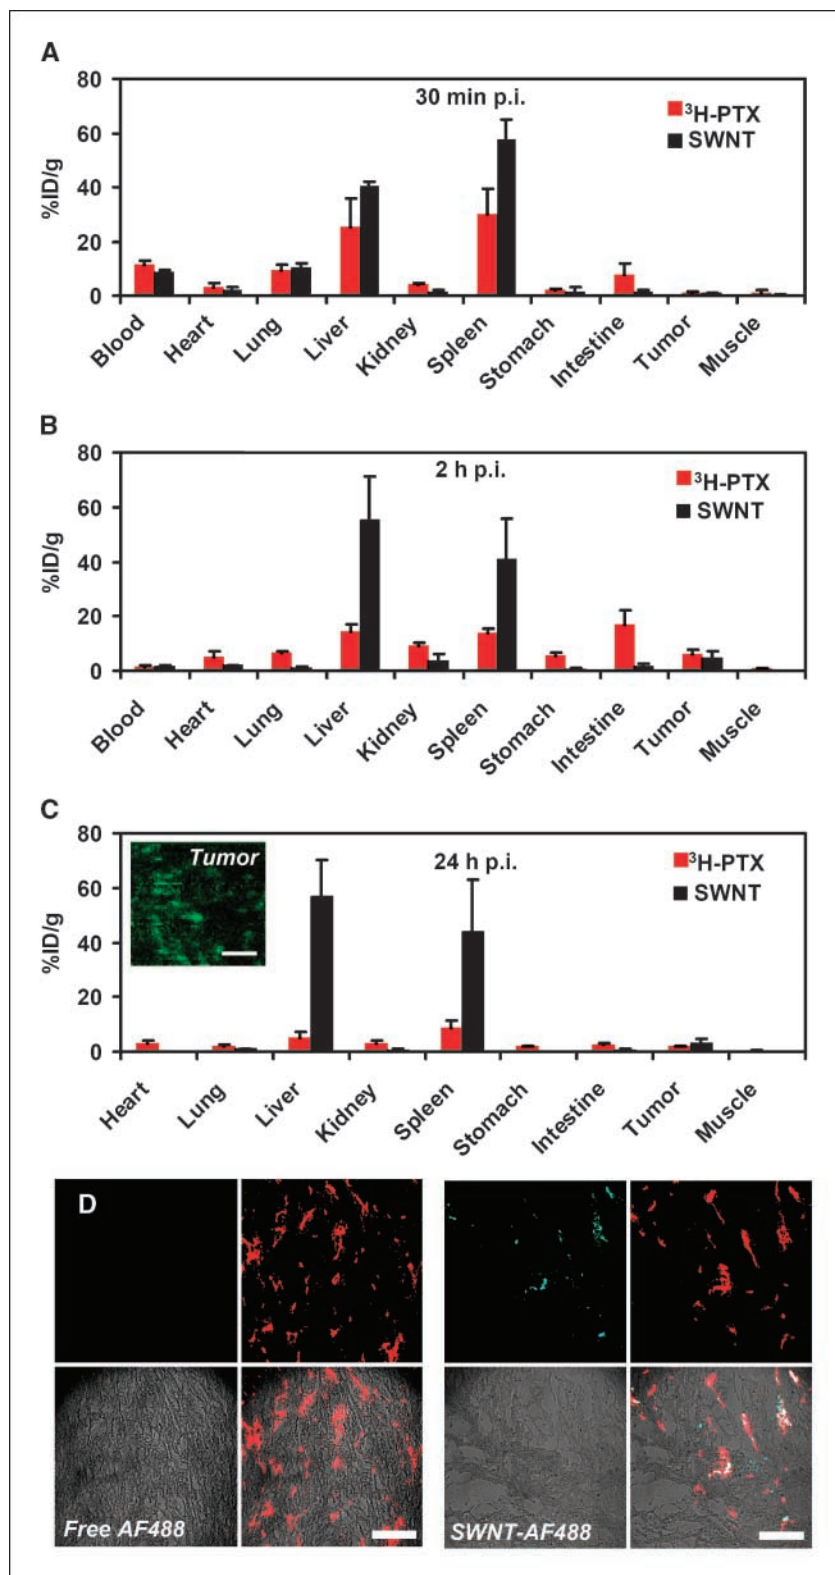 A
80
60
40
20
0
%ID/g
30 min p.i.
³H-PTX
SWNT
Blood
Heart
Lung
Liver
Kidney
Spleen
Stomach
Intestine
Tumor
Muscle
B
80
60
40
20
0
%ID/g
2 h p.i.
³H-PTX
SWNT
Blood
Heart
Lung
Liver
Kidney
Spleen
Stomach
Intestine
Tumor
Muscle
C
80
60
40
20
0
%ID/g
Tumor
24 h p.i.
³H-PTX
SWNT
Heart
Lung
Liver
Kidney
Spleen
Stomach
Intestine
Tumor
Muscle
D
Free AF488
SWNT-AF488